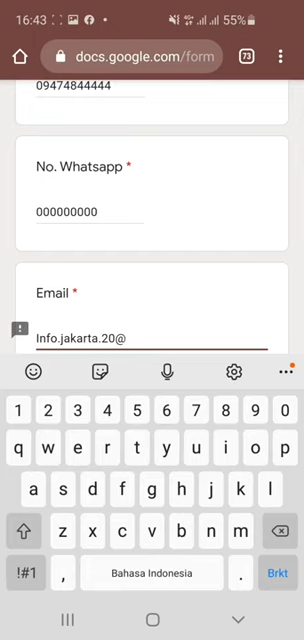 16:43 55%
docs.google.com/form 73
09474844444
No. Whatsapp *
000000000
Email *
Info.jakarta.20@
1 2 3 4 5 6 7 8 9 0
q w e r t y u i o p
a s d f g h j k l
z x c v b n m
!#1 , Bahasa Indonesia . Brkt